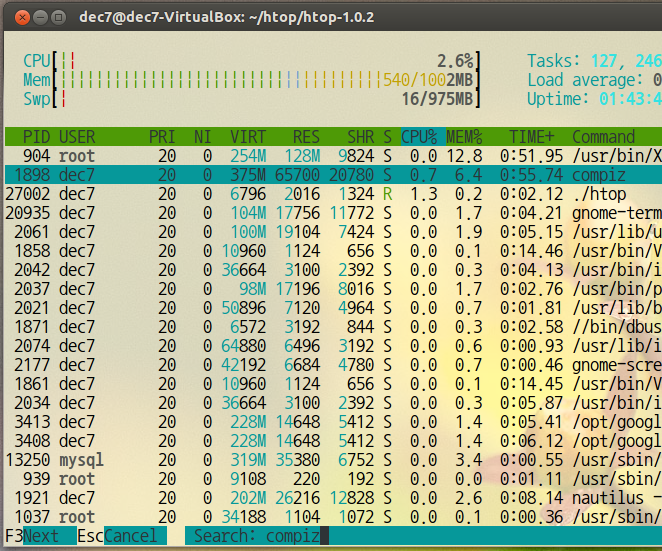 dec7@dec7-VirtualBox: ~/htop/htop-1.0.2
CPU[|| 2.6%] Tasks: 127, 246
Mem[|||||||||||||||||||||||||||||||540/1002MB] Load average: 0
Swp[| 16/975MB] Uptime: 01:43:4
PID USER PRI NI VIRT RES SHR S CPU% MEM% TIME+ Command
904 root 20 0 254M 128M 9824 S 0.0 12.8 0:51.95 /usr/bin/X
1898 dec7 20 0 375M 65700 20780 S 0.7 6.4 0:55.74 compiz
27002 dec7 20 0 6796 2016 1324 R 1.3 0.2 0:02.12 ./htop
20935 dec7 20 0 104M 17756 11772 S 0.0 1.7 0:04.21 gnome-term
2061 dec7 20 0 100M 19104 7424 S 0.0 1.9 0:05.15 /usr/lib/u
1858 dec7 20 0 10960 1124 656 S 0.0 0.1 0:14.46 /usr/bin/V
2042 dec7 20 0 36664 3100 2392 S 0.0 0.3 0:04.13 /usr/bin/i
2037 dec7 20 0 98M 17196 8016 S 0.0 1.7 0:02.76 /usr/bin/p
2021 dec7 20 0 50896 7120 4964 S 0.0 0.7 0:01.81 /usr/lib/b
1871 dec7 20 0 6572 3192 844 S 0.0 0.3 0:02.58 //bin/dbus
2074 dec7 20 0 64880 6496 3192 S 0.0 0.6 0:00.93 /usr/lib/i
2177 dec7 20 0 42192 6684 4780 S 0.0 0.7 0:00.46 gnome-scre
1861 dec7 20 0 10960 1124 656 S 0.0 0.1 0:14.45 /usr/bin/V
2034 dec7 20 0 36664 3100 2392 S 0.0 0.3 0:05.87 /usr/bin/i
3413 dec7 20 0 228M 14648 5412 S 0.0 1.4 0:05.41 /opt/googl
3408 dec7 20 0 228M 14648 5412 S 0.0 1.4 0:06.12 /opt/googl
13250 mysql 20 0 319M 35380 6752 S 0.0 3.4 0:00.55 /usr/sbin/
939 root 20 0 9108 220 192 S 0.0 0.0 0:01.11 /usr/sbin/
1921 dec7 20 0 202M 26216 12828 S 0.0 2.6 0:08.14 nautilus -
1037 root 20 0 34188 1104 1072 S 0.0 0.1 0:00.36 /usr/sbin/
F3Next EscCancel Search: compiz